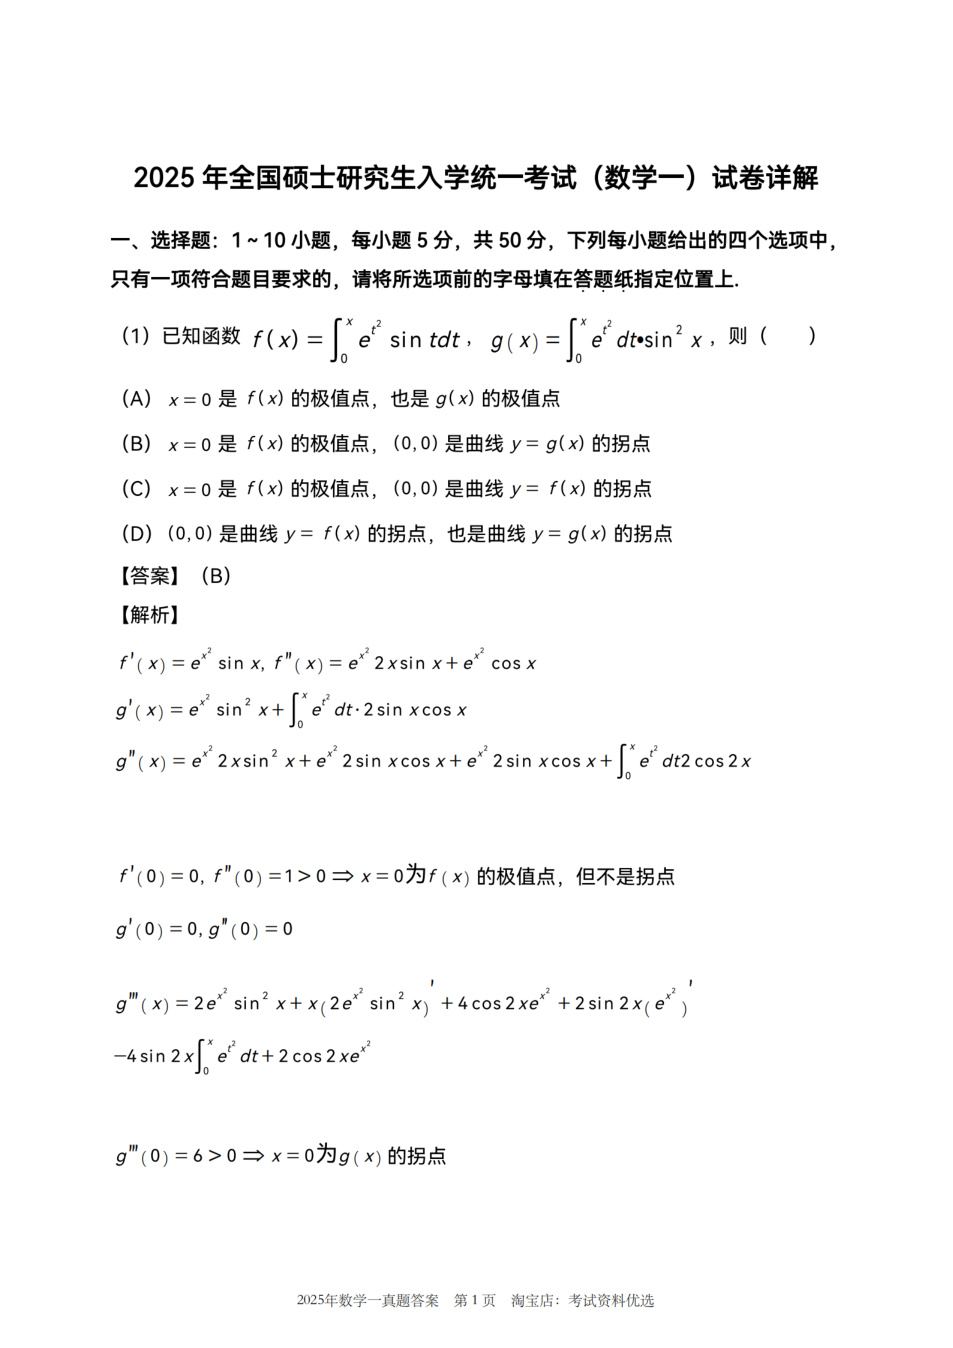 2025 年全国硕士研究生入学统一考试（数学一）试卷详解
一、选择题：1 ~ 10 小题，每小题 5 分，共 50 分，下列每小题给出的四个选项中，
只有一项符合题目要求的，请将所选项前的字母填在答题纸指定位置上.
（1）已知函数 f(x) = ∫₀ˣ e^{t²} sin tdt，g(x) = ∫₀ˣ e^{t²} dt•sin² x，则（　　）
（A） x = 0 是 f(x) 的极值点，也是 g(x) 的极值点
（B） x = 0 是 f(x) 的极值点，(0,0) 是曲线 y = g(x) 的拐点
（C） x = 0 是 f(x) 的极值点，(0,0) 是曲线 y = f(x) 的拐点
（D）(0,0) 是曲线 y = f(x) 的拐点，也是曲线 y = g(x) 的拐点
【答案】（B）
【解析】
f'(x) = e^{x²} sin x, f"(x) = e^{x²} 2x sin x + e^{x²} cos x
g'(x) = e^{x²} sin² x + ∫₀ˣ e^{t²} dt · 2 sin x cos x
g"(x) = e^{x²} 2x sin² x + e^{x²} 2 sin x cos x + e^{x²} 2 sin x cos x + ∫₀ˣ e^{t²} dt2 cos 2x
f'(0) = 0, f"(0) = 1 > 0 ⇒ x = 0为f(x) 的极值点，但不是拐点
g'(0) = 0, g"(0) = 0
g'''(x) = 2e^{x²} sin² x + x(2e^{x²} sin² x)' + 4 cos 2xe^{x²} + 2 sin 2x(e^{x²})'
−4 sin 2x∫₀ˣ e^{t²} dt + 2 cos 2xe^{x²}
g'''(0) = 6 > 0 ⇒ x = 0为g(x) 的拐点
2025年数学一真题答案　第 1 页　淘宝店：考试资料优选